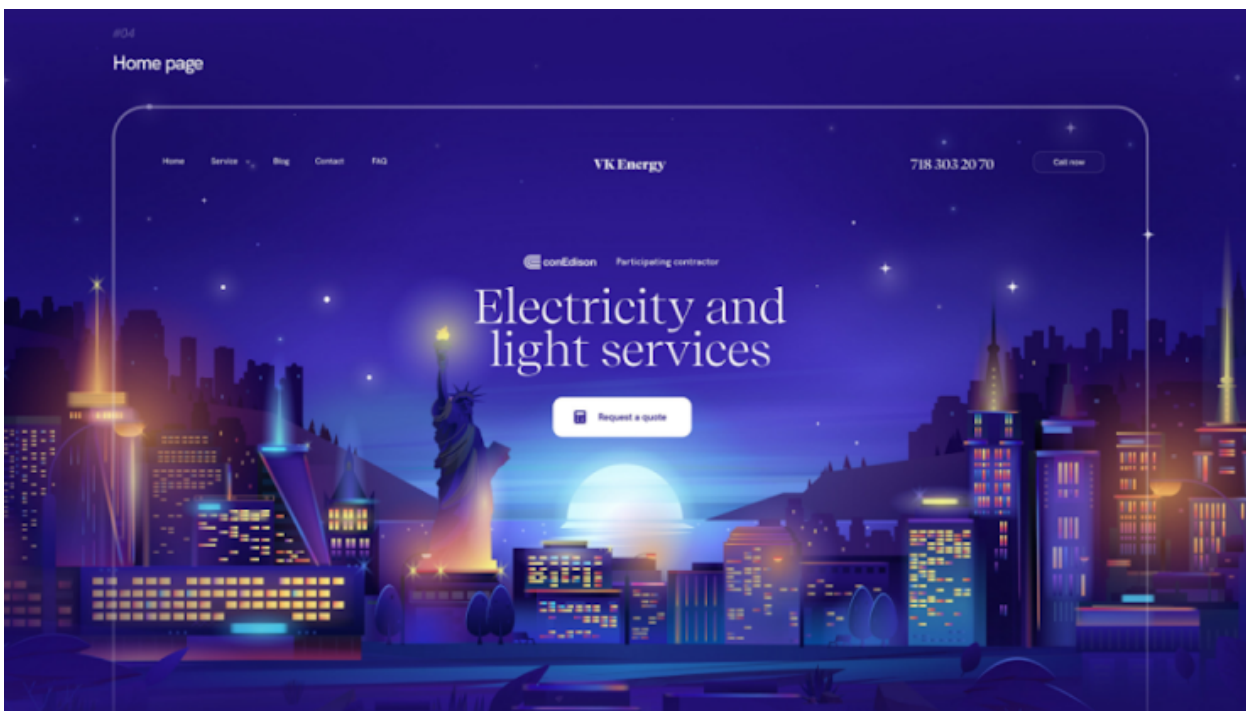 #04
Home page
Home Service Blog Contact FAQ
VK Energy
718 303 20 70
Call now
conEdison Participating contractor
Electricity and
light services
Request a quote